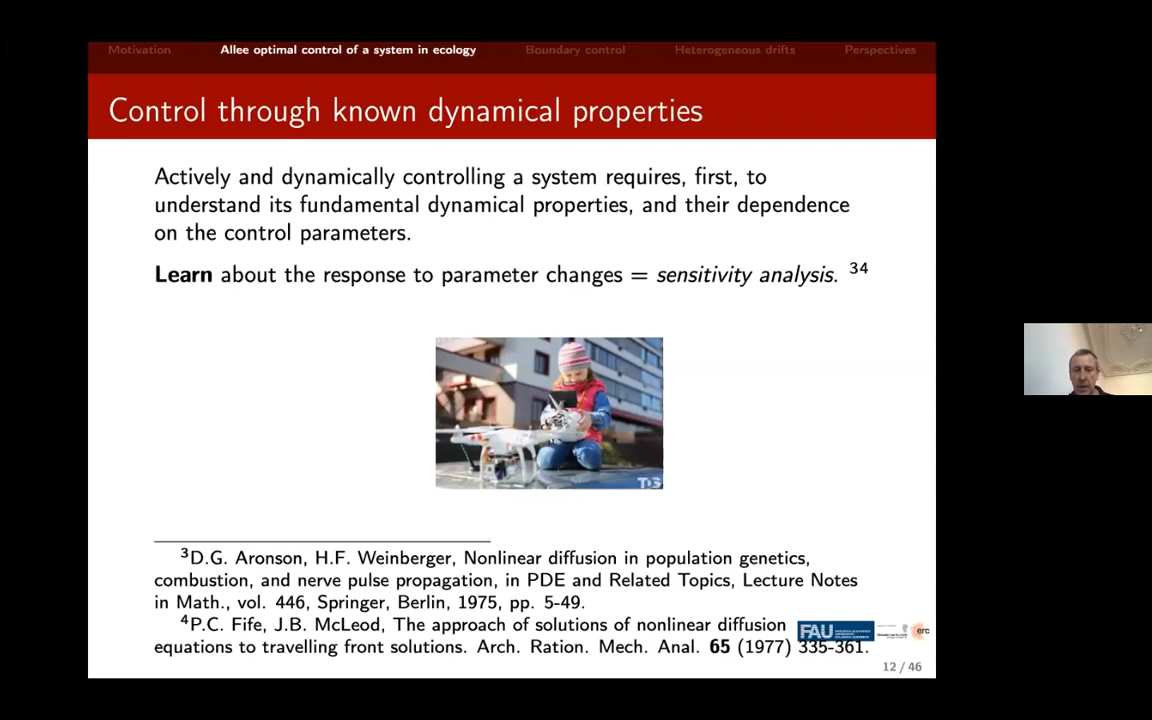 Motivation Allee optimal control of a system in ecology Boundary control Heterogeneous drifts Perspectives
Control through known dynamical properties
Actively and dynamically controlling a system requires, first, to
understand its fundamental dynamical properties, and their dependence
on the control parameters.
Learn about the response to parameter changes = sensitivity analysis. 34
3D.G. Aronson, H.F. Weinberger, Nonlinear diffusion in population genetics,
combustion, and nerve pulse propagation, in PDE and Related Topics, Lecture Notes
in Math., vol. 446, Springer, Berlin, 1975, pp. 5-49.
4P.C. Fife, J.B. McLeod, The approach of solutions of nonlinear diffusion
FAU
erc
equations to travelling front solutions. Arch. Ration. Mech. Anal. 65 (1977) 335-361.
12 / 46